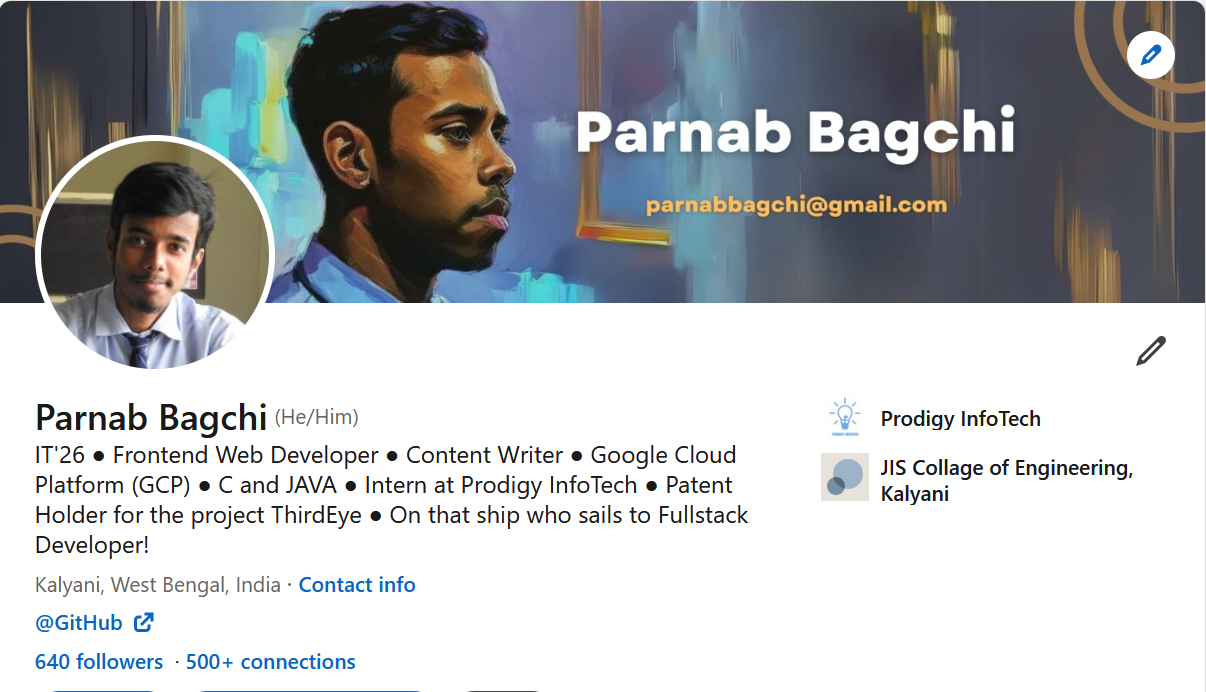 Parnab Bagchi
parnabbagchi@gmail.com
Parnab Bagchi (He/Him)
IT'26 ● Frontend Web Developer ● Content Writer ● Google Cloud
Platform (GCP) ● C and JAVA ● Intern at Prodigy InfoTech ● Patent
Holder for the project ThirdEye ● On that ship who sails to Fullstack
Developer!
Kalyani, West Bengal, India · Contact info
@GitHub
640 followers · 500+ connections
Prodigy InfoTech
JIS Collage of Engineering,
Kalyani